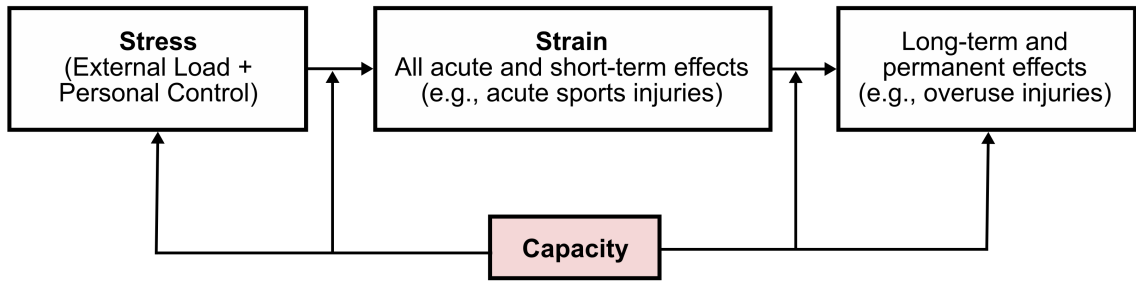 Stress
(External Load +
Personal Control)
Strain
All acute and short-term effects
(e.g., acute sports injuries)
Long-term and
permanent effects
(e.g., overuse injuries)
Capacity